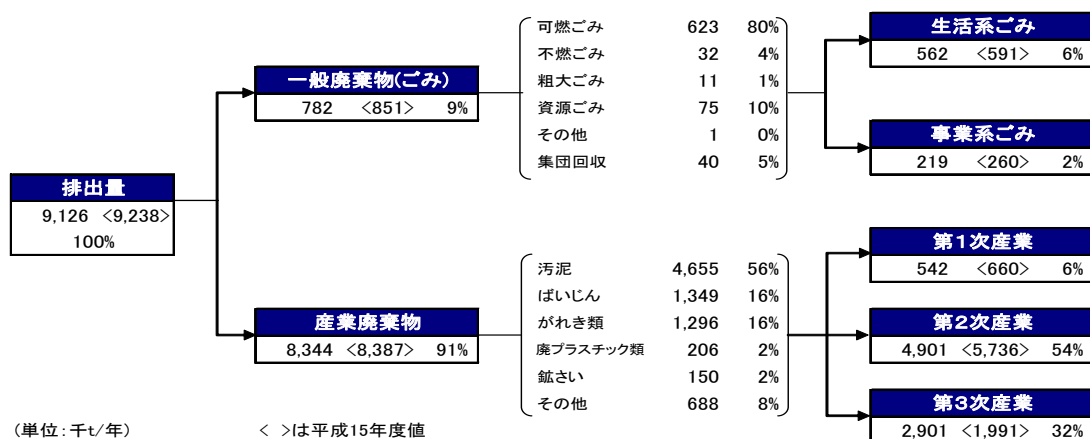 排出量
9,126 <9,238>
100%
一般廃棄物(ごみ)
782 <851> 9%
可燃ごみ 623 80%
不燃ごみ 32 4%
粗大ごみ 11 1%
資源ごみ 75 10%
その他 1 0%
集団回収 40 5%
生活系ごみ
562 <591> 6%
事業系ごみ
219 <260> 2%
産業廃棄物
8,344 <8,387> 91%
汚泥 4,655 56%
ばいじん 1,349 16%
がれき類 1,296 16%
廃プラスチック類 206 2%
鉱さい 150 2%
その他 688 8%
第1次産業
542 <660> 6%
第2次産業
4,901 <5,736> 54%
第3次産業
2,901 <1,991> 32%
(単位:千t/年) < >は平成15年度値